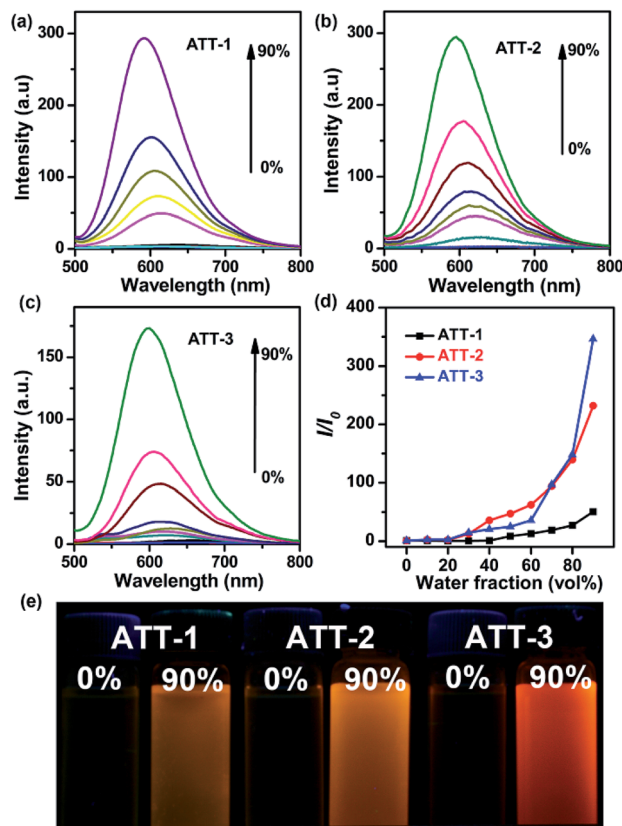 (a)
300
200
100
0
Intensity (a.u)
ATT-1
90%
0%
500 600 700 800
Wavelength (nm)
(b)
300
200
100
0
Intensity (a.u)
ATT-2
90%
0%
500 600 700 800
Wavelength (nm)
(c)
150
100
50
0
Intensity (a.u.)
ATT-3
90%
0%
500 600 700 800
Wavelength (nm)
(d)
400
350
300
250
200
150
100
50
0
I/I0
ATT-1
ATT-2
ATT-3
0 20 40 60 80
Water fraction (vol%)
(e)
ATT-1 ATT-2 ATT-3
0% 90% 0% 90% 0% 90%